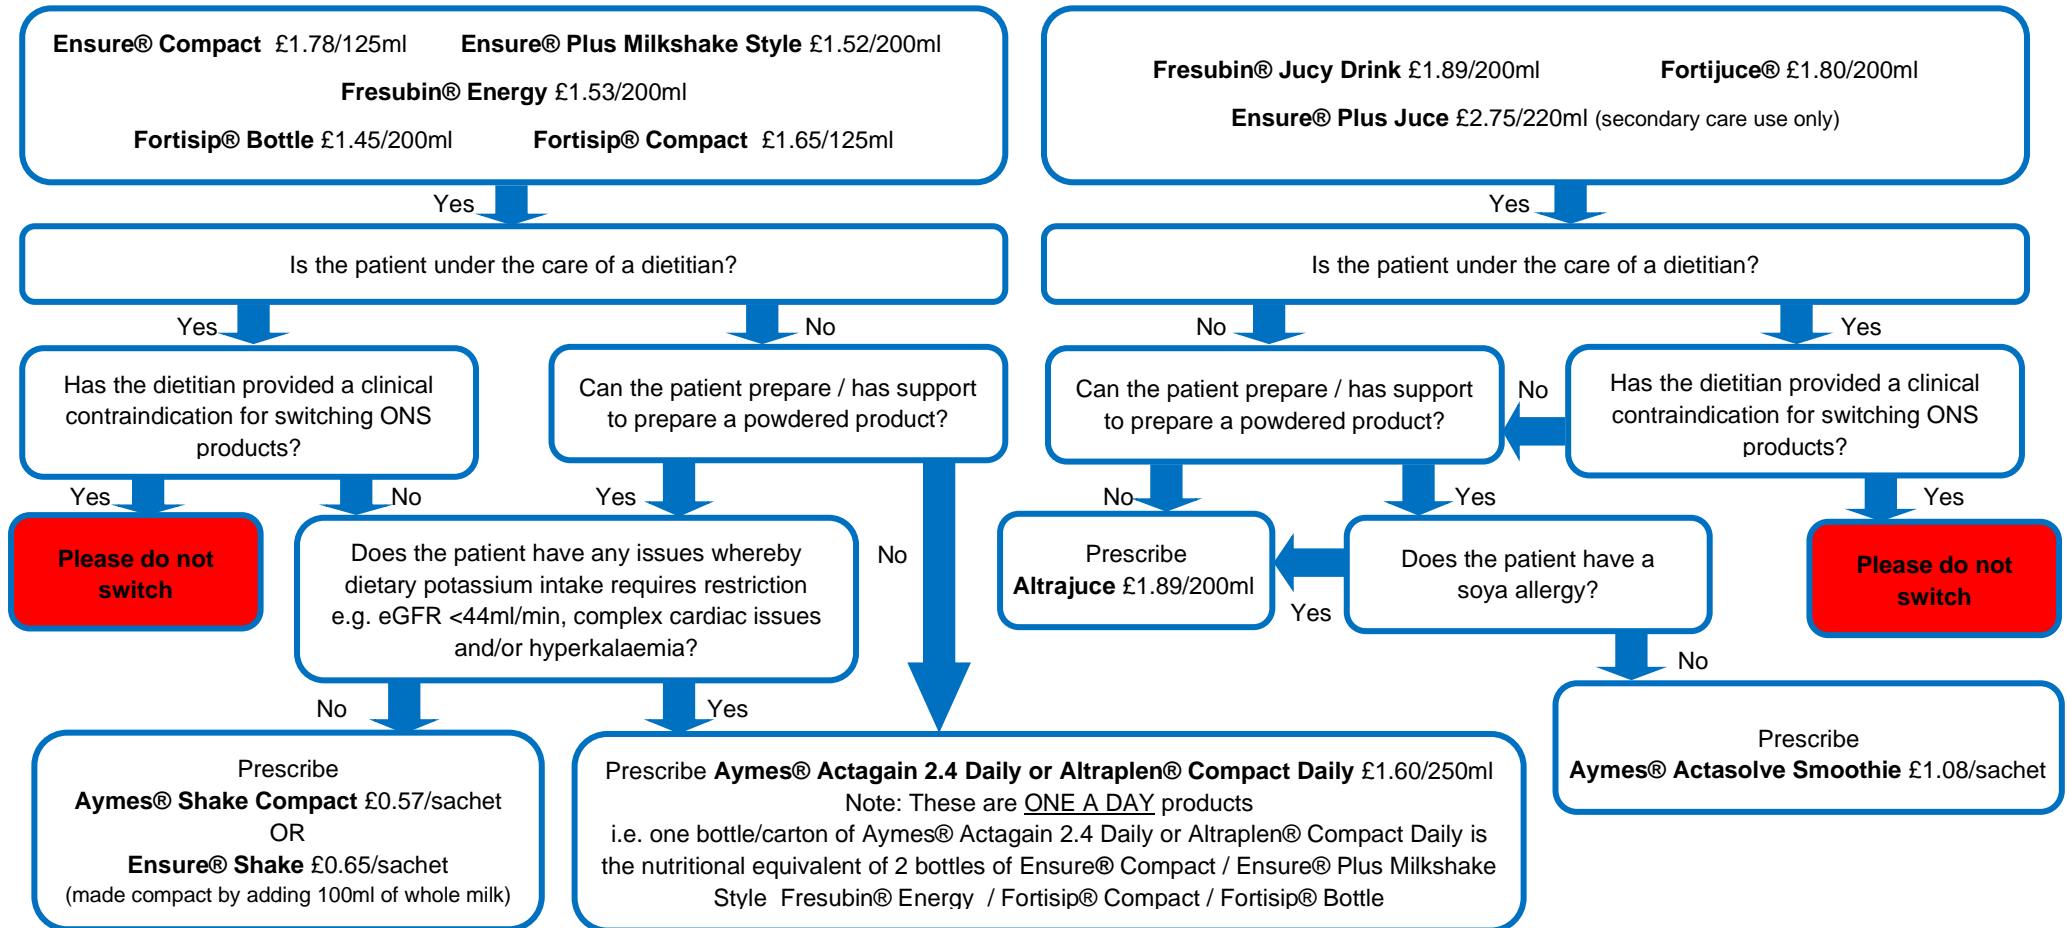 Ensure® Compact £1.78/125ml Ensure® Plus Milkshake Style £1.52/200ml
Fresubin® Energy £1.53/200ml
Fortisip® Bottle £1.45/200ml Fortisip® Compact £1.65/125ml
Yes
Is the patient under the care of a dietitian?
Yes
No
Has the dietitian provided a clinical
contraindication for switching ONS
products?
Can the patient prepare / has support
to prepare a powdered product?
Yes
No
Yes
No
Please do not
switch
Does the patient have any issues whereby
dietary potassium intake requires restriction
e.g. eGFR <44ml/min, complex cardiac issues
and/or hyperkalaemia?
No
Yes
Prescribe
Aymes® Shake Compact £0.57/sachet
OR
Ensure® Shake £0.65/sachet
(made compact by adding 100ml of whole milk)
Prescribe Aymes® Actagain 2.4 Daily or Altraplen® Compact Daily £1.60/250ml
Note: These are ONE A DAY products
i.e. one bottle/carton of Aymes® Actagain 2.4 Daily or Altraplen® Compact Daily is
the nutritional equivalent of 2 bottles of Ensure® Compact / Ensure® Plus Milkshake
Style Fresubin® Energy / Fortisip® Compact / Fortisip® Bottle
Fresubin® Jucy Drink £1.89/200ml Fortijuce® £1.80/200ml
Ensure® Plus Juce £2.75/220ml (secondary care use only)
Yes
Is the patient under the care of a dietitian?
No
Yes
Can the patient prepare / has support
to prepare a powdered product?
No
Has the dietitian provided a clinical
contraindication for switching ONS
products?
No
Yes
Yes
Prescribe
Altrajuce £1.89/200ml
Yes
Does the patient have a
soya allergy?
Please do not
switch
No
Prescribe
Aymes® Actasolve Smoothie £1.08/sachet